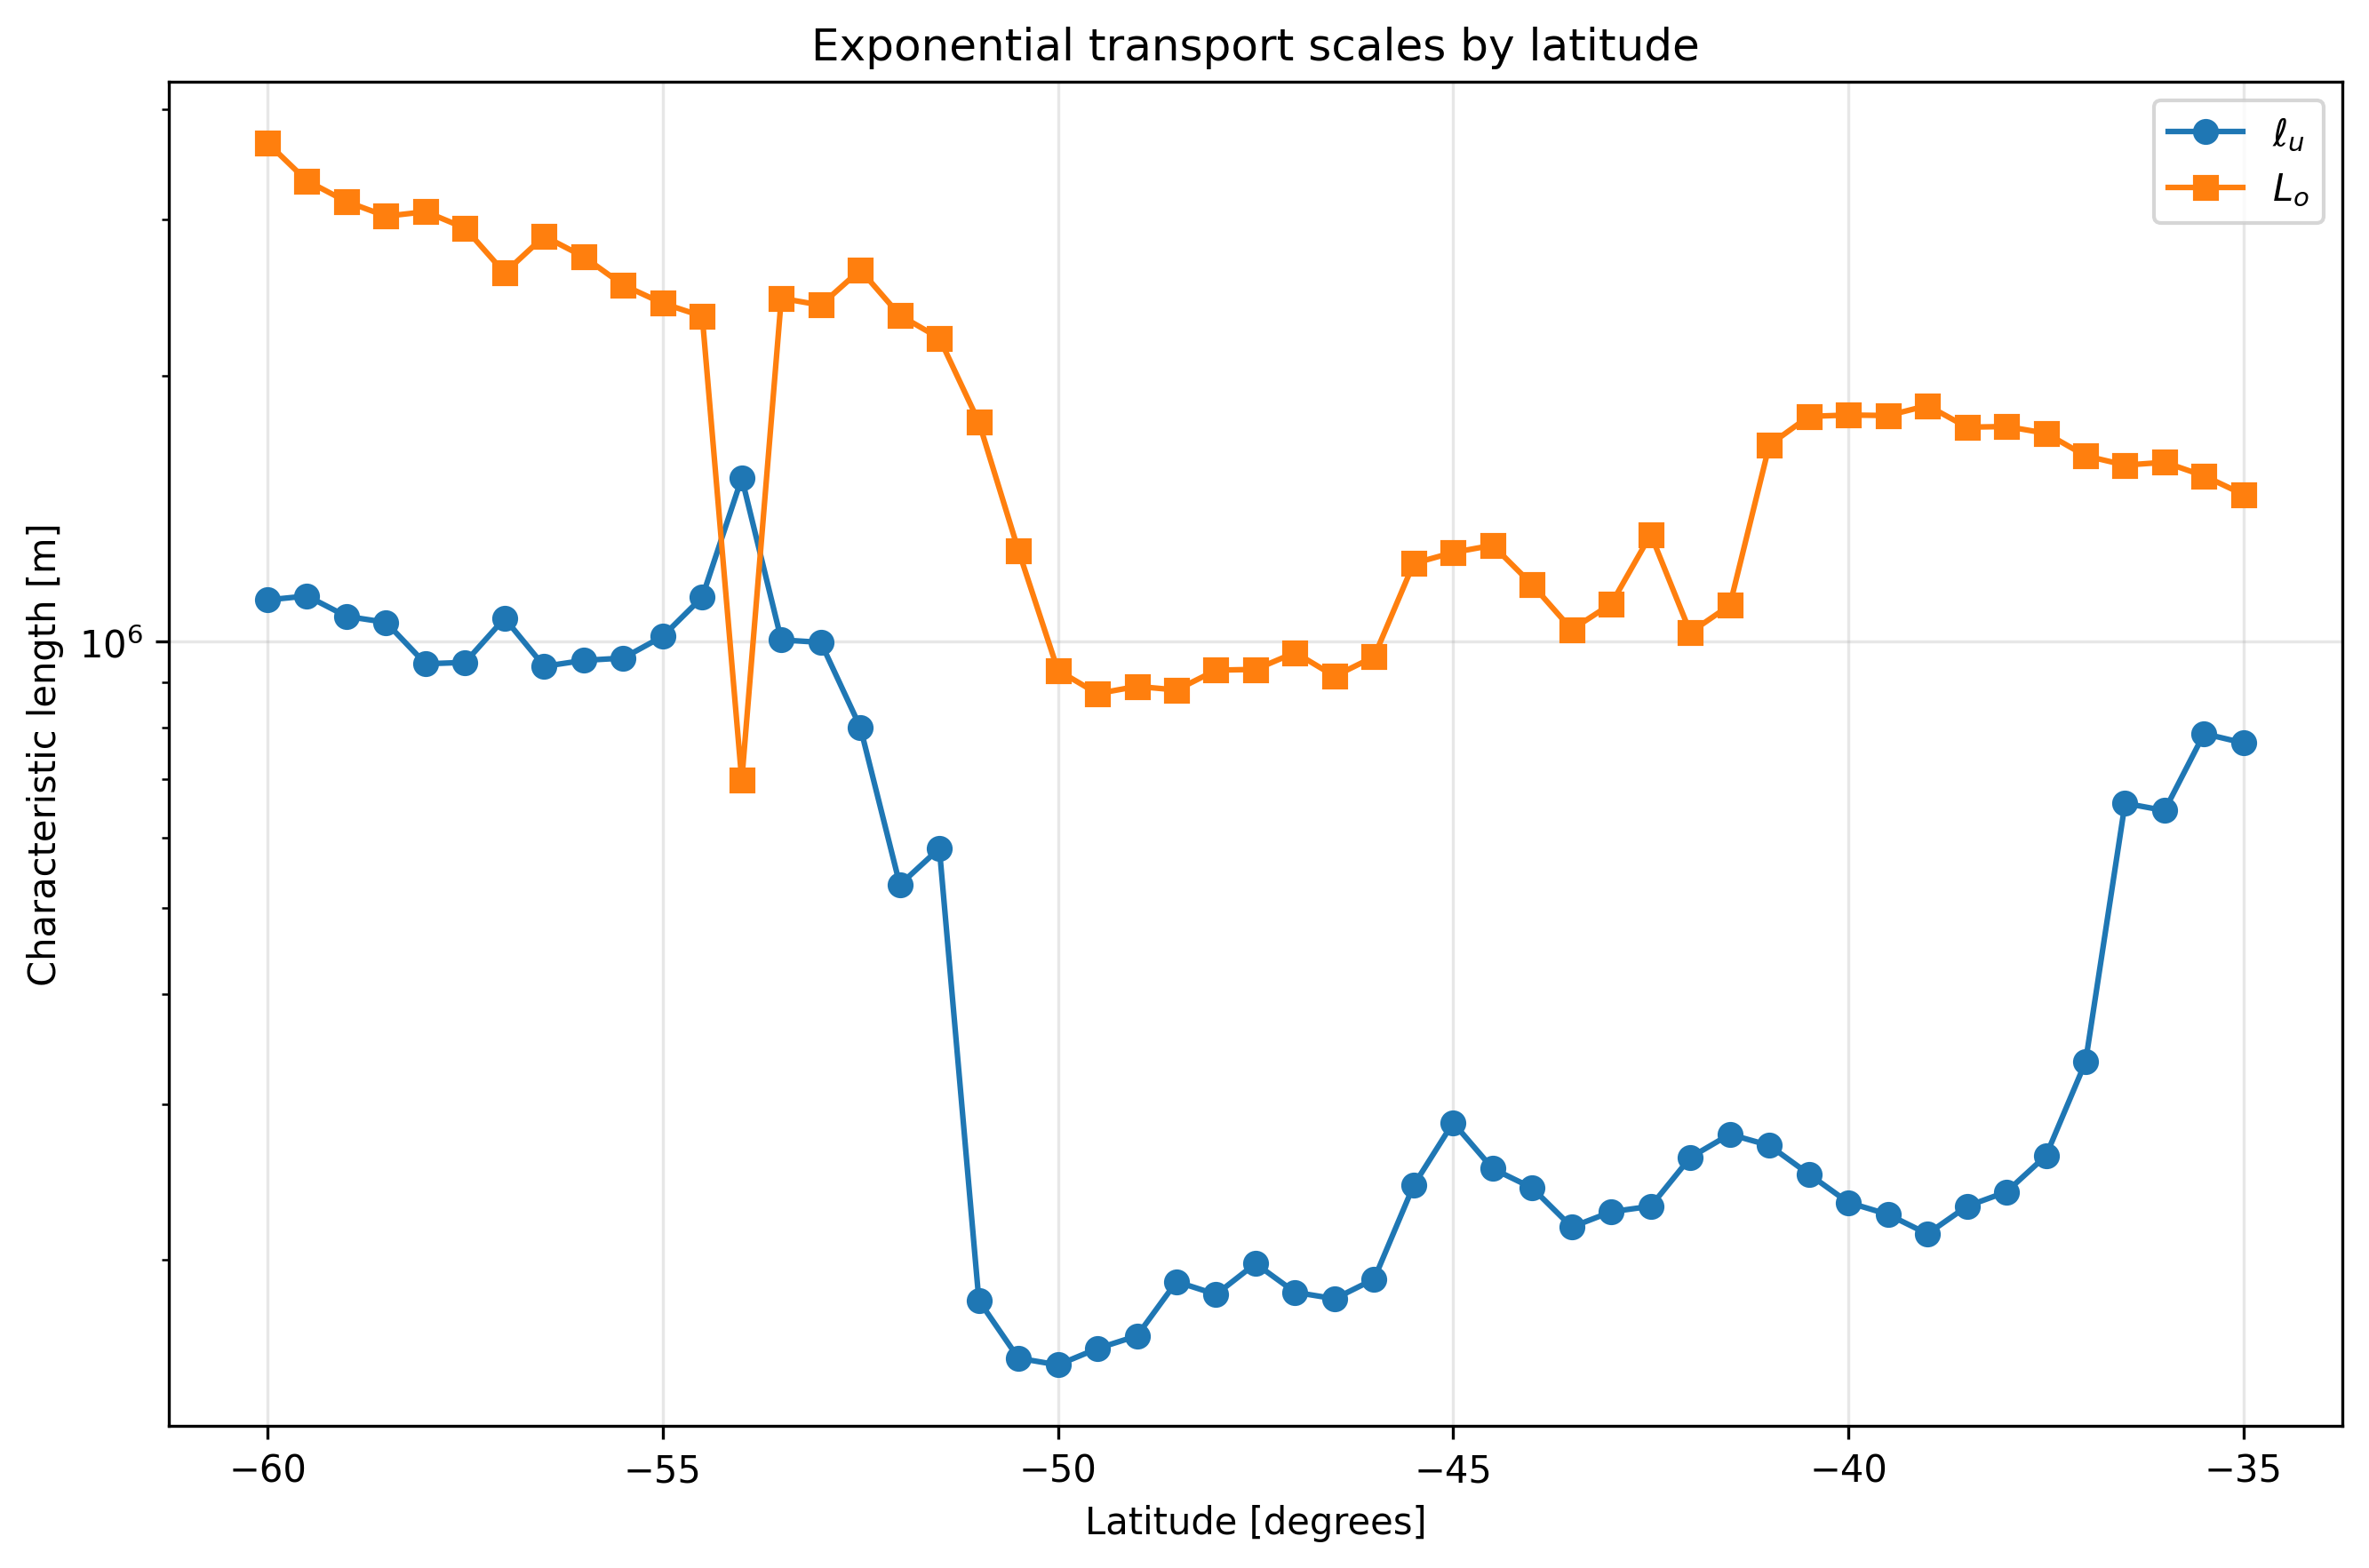 Exponential transport scales by latitude
ℓ_u
L_o
Characteristic length [m]
10^6
−60
−55
−50
−45
−40
−35
Latitude [degrees]